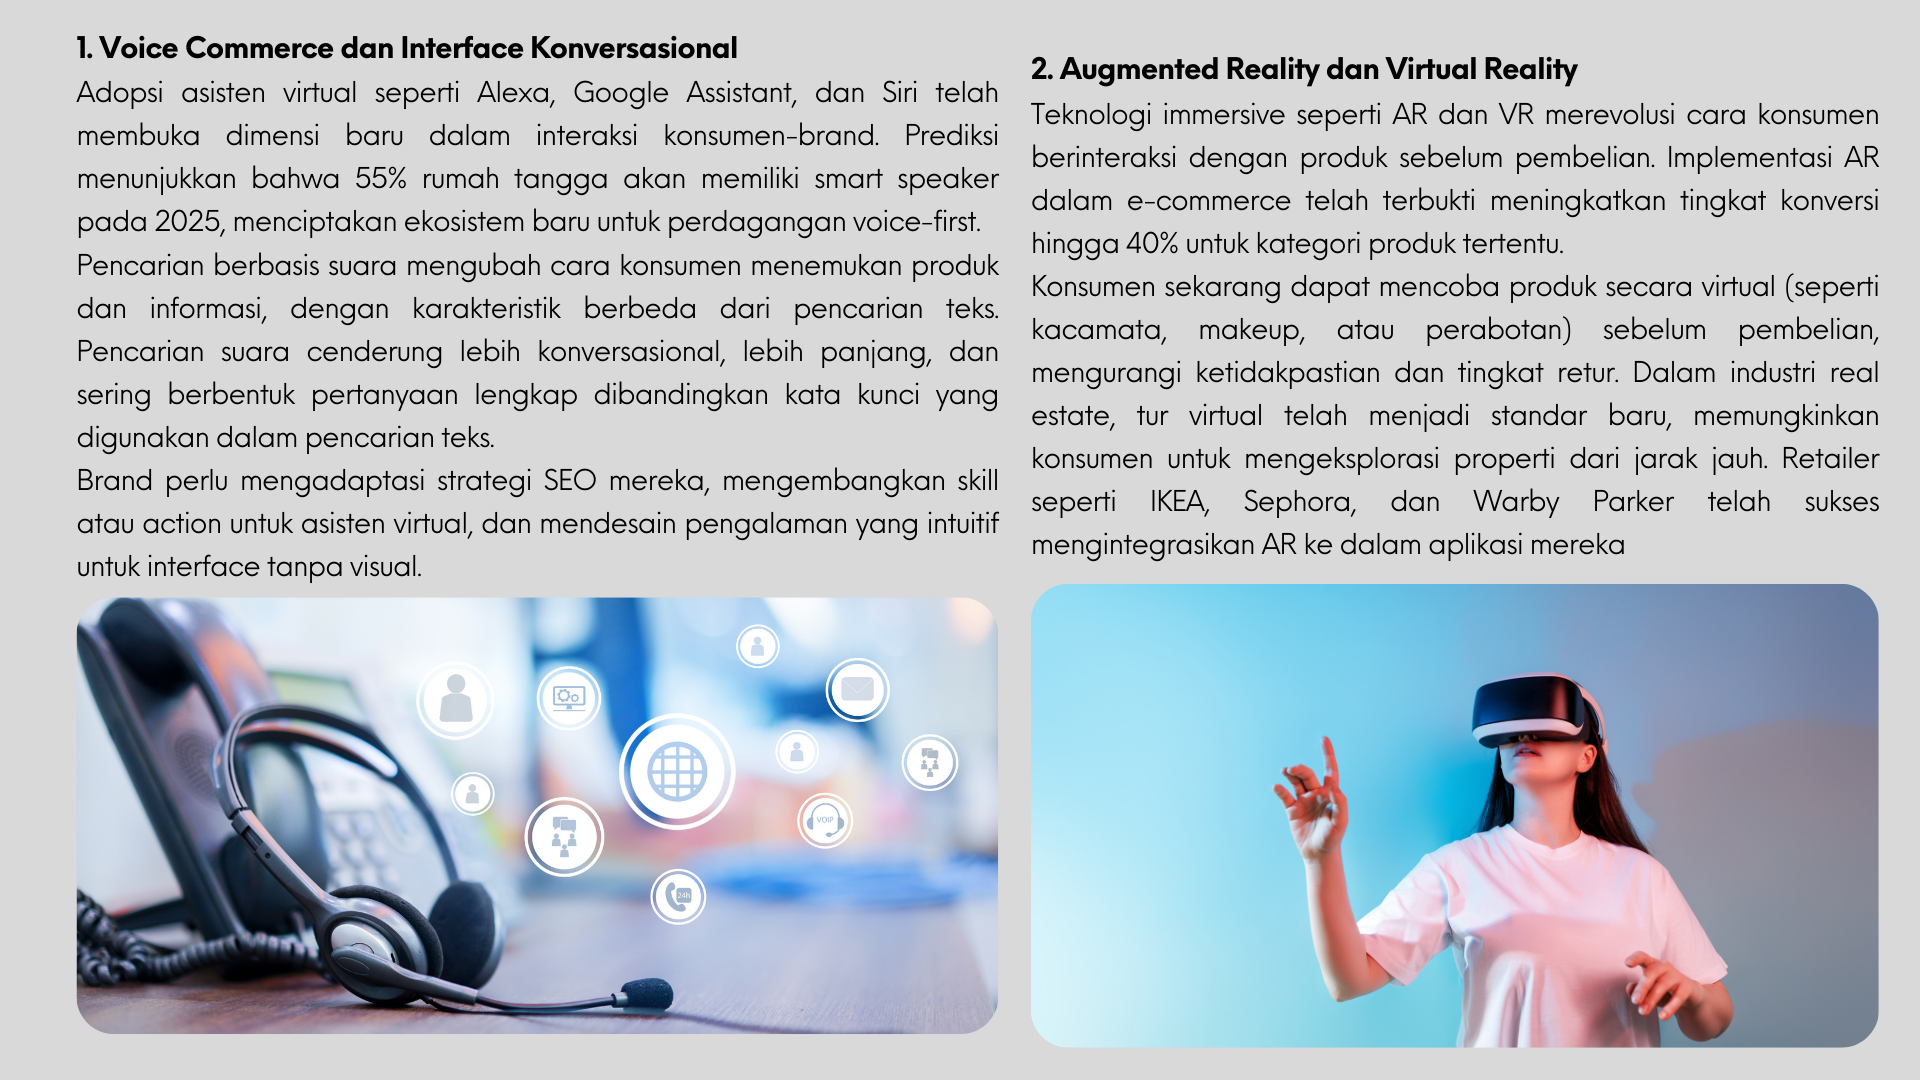 1. Voice Commerce dan Interface Konversasional
Adopsi asisten virtual seperti Alexa, Google Assistant, dan Siri telah
membuka dimensi baru dalam interaksi konsumen-brand. Prediksi
menunjukkan bahwa 55% rumah tangga akan memiliki smart speaker
pada 2025, menciptakan ekosistem baru untuk perdagangan voice-first.
Pencarian berbasis suara mengubah cara konsumen menemukan produk
dan informasi, dengan karakteristik berbeda dari pencarian teks.
Pencarian suara cenderung lebih konversasional, lebih panjang, dan
sering berbentuk pertanyaan lengkap dibandingkan kata kunci yang
digunakan dalam pencarian teks.
Brand perlu mengadaptasi strategi SEO mereka, mengembangkan skill
atau action untuk asisten virtual, dan mendesain pengalaman yang intuitif
untuk interface tanpa visual.
VOIP
24h
2. Augmented Reality dan Virtual Reality
Teknologi immersive seperti AR dan VR merevolusi cara konsumen
berinteraksi dengan produk sebelum pembelian. Implementasi AR
dalam e-commerce telah terbukti meningkatkan tingkat konversi
hingga 40% untuk kategori produk tertentu.
Konsumen sekarang dapat mencoba produk secara virtual (seperti
kacamata, makeup, atau perabotan) sebelum pembelian,
mengurangi ketidakpastian dan tingkat retur. Dalam industri real
estate, tur virtual telah menjadi standar baru, memungkinkan
konsumen untuk mengeksplorasi properti dari jarak jauh. Retailer
seperti IKEA, Sephora, dan Warby Parker telah sukses
mengintegrasikan AR ke dalam aplikasi mereka